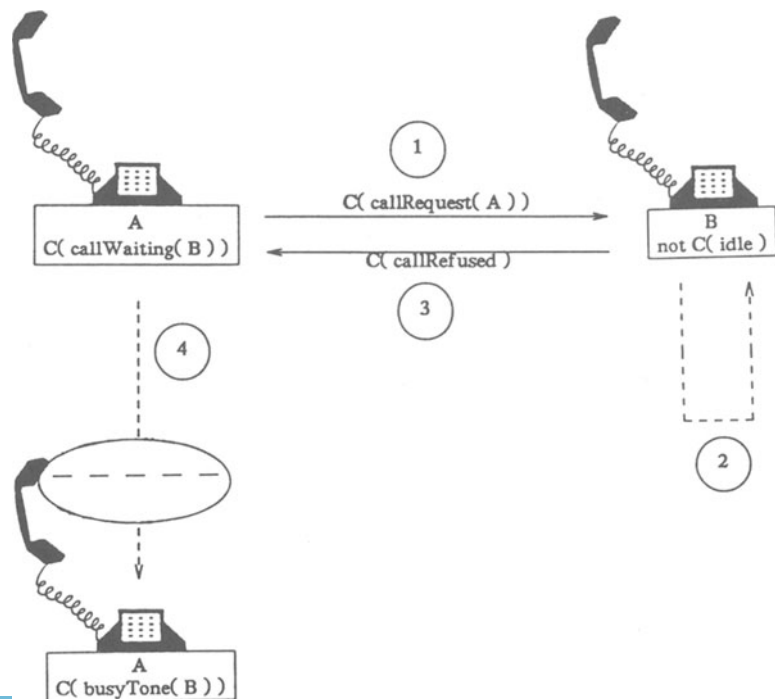 1
C( callRequest( A ) )
A
C( callWaiting( B ) )
B
not C( idle )
C( callRefused )
3
4
2
A
C( busyTone( B ) )